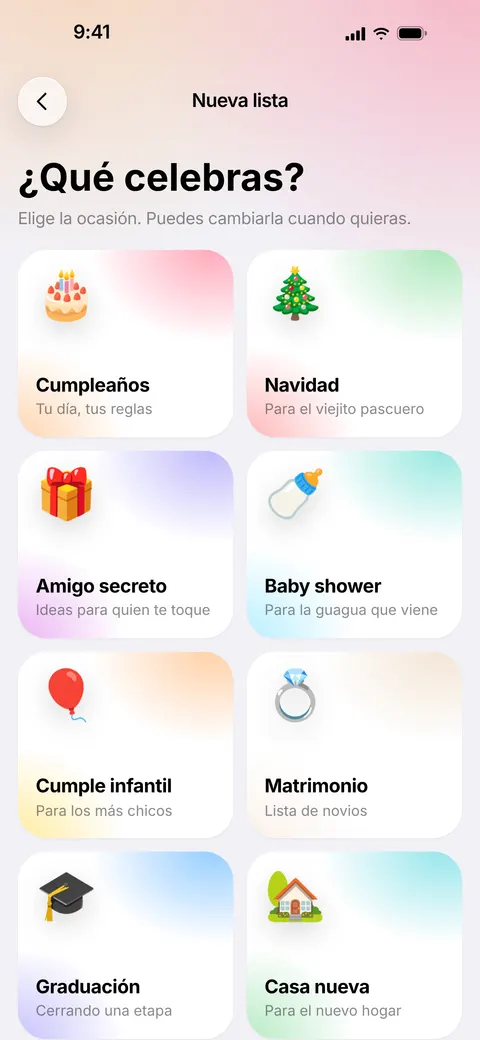 9:41
Nueva lista
¿Qué celebras?
Elige la ocasión. Puedes cambiarla cuando quieras.
Cumpleaños
Tu día, tus reglas
Navidad
Para el viejito pascuero
Amigo secreto
Ideas para quien te toque
Baby shower
Para la guagua que viene
Cumple infantil
Para los más chicos
Matrimonio
Lista de novios
Graduación
Cerrando una etapa
Casa nueva
Para el nuevo hogar